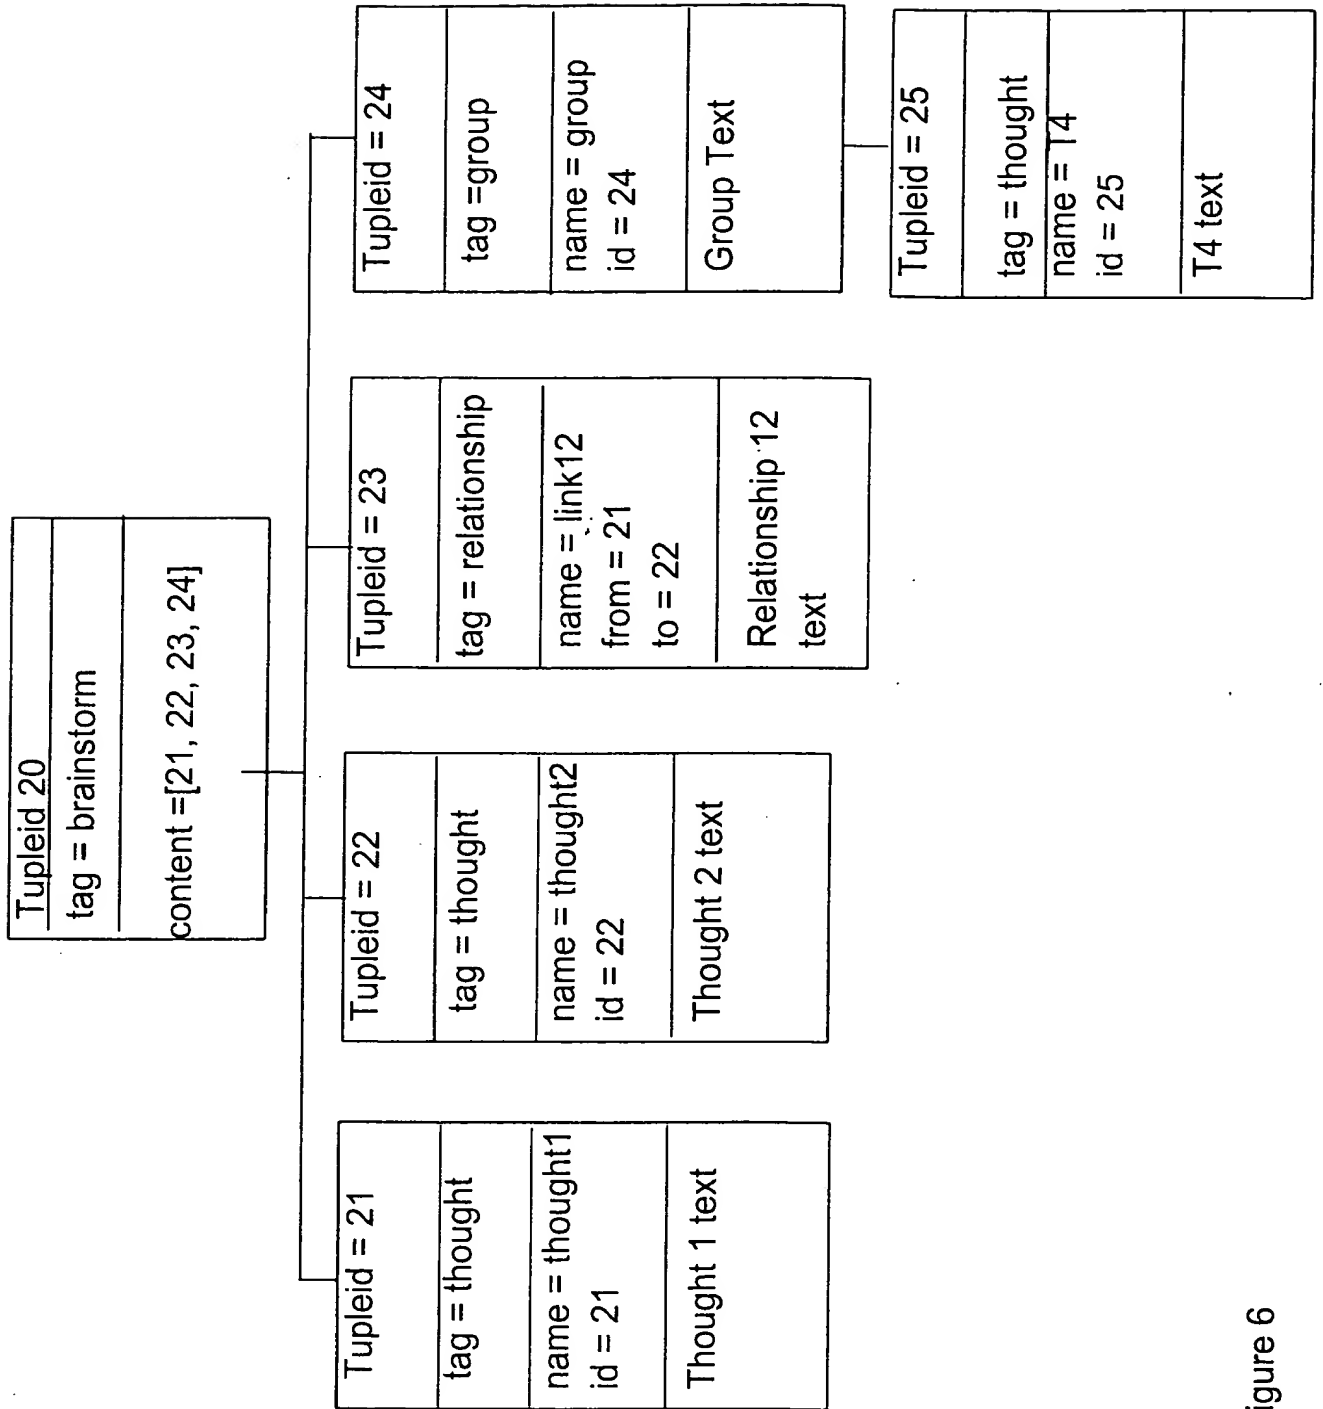 Tupleid 20
tag = brainstorm
content =[21, 22, 23, 24]
Tupleid = 21
tag = thought
name = thought1
id = 21
Thought 1 text
Tupleid = 22
tag = thought
name = thought2
id = 22
Thought 2 text
Tupleid = 23
tag = relationship
name = link12
from = 21
to = 22
Relationship 12
text
Tupleid = 24
tag =group
name = group
id = 24
Group Text
Tupleid = 25
tag = thought
name = T4
id = 25
T4 text
igure 6